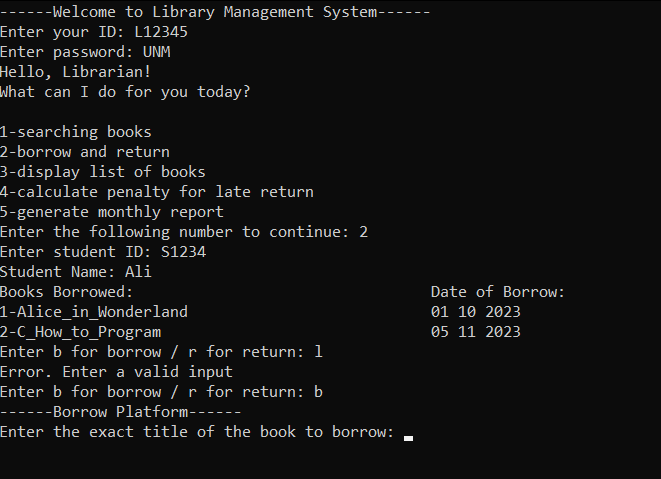 ------Welcome to Library Management System------
Enter your ID: L12345
Enter password: UNM
Hello, Librarian!
What can I do for you today?
1-searching books
2-borrow and return
3-display list of books
4-calculate penalty for late return
5-generate monthly report
Enter the following number to continue: 2
Enter student ID: S1234
Student Name: Ali
Books Borrowed: Date of Borrow:
1-Alice_in_Wonderland 01 10 2023
2-C_How_to_Program 05 11 2023
Enter b for borrow / r for return: l
Error. Enter a valid input
Enter b for borrow / r for return: b
------Borrow Platform------
Enter the exact title of the book to borrow: